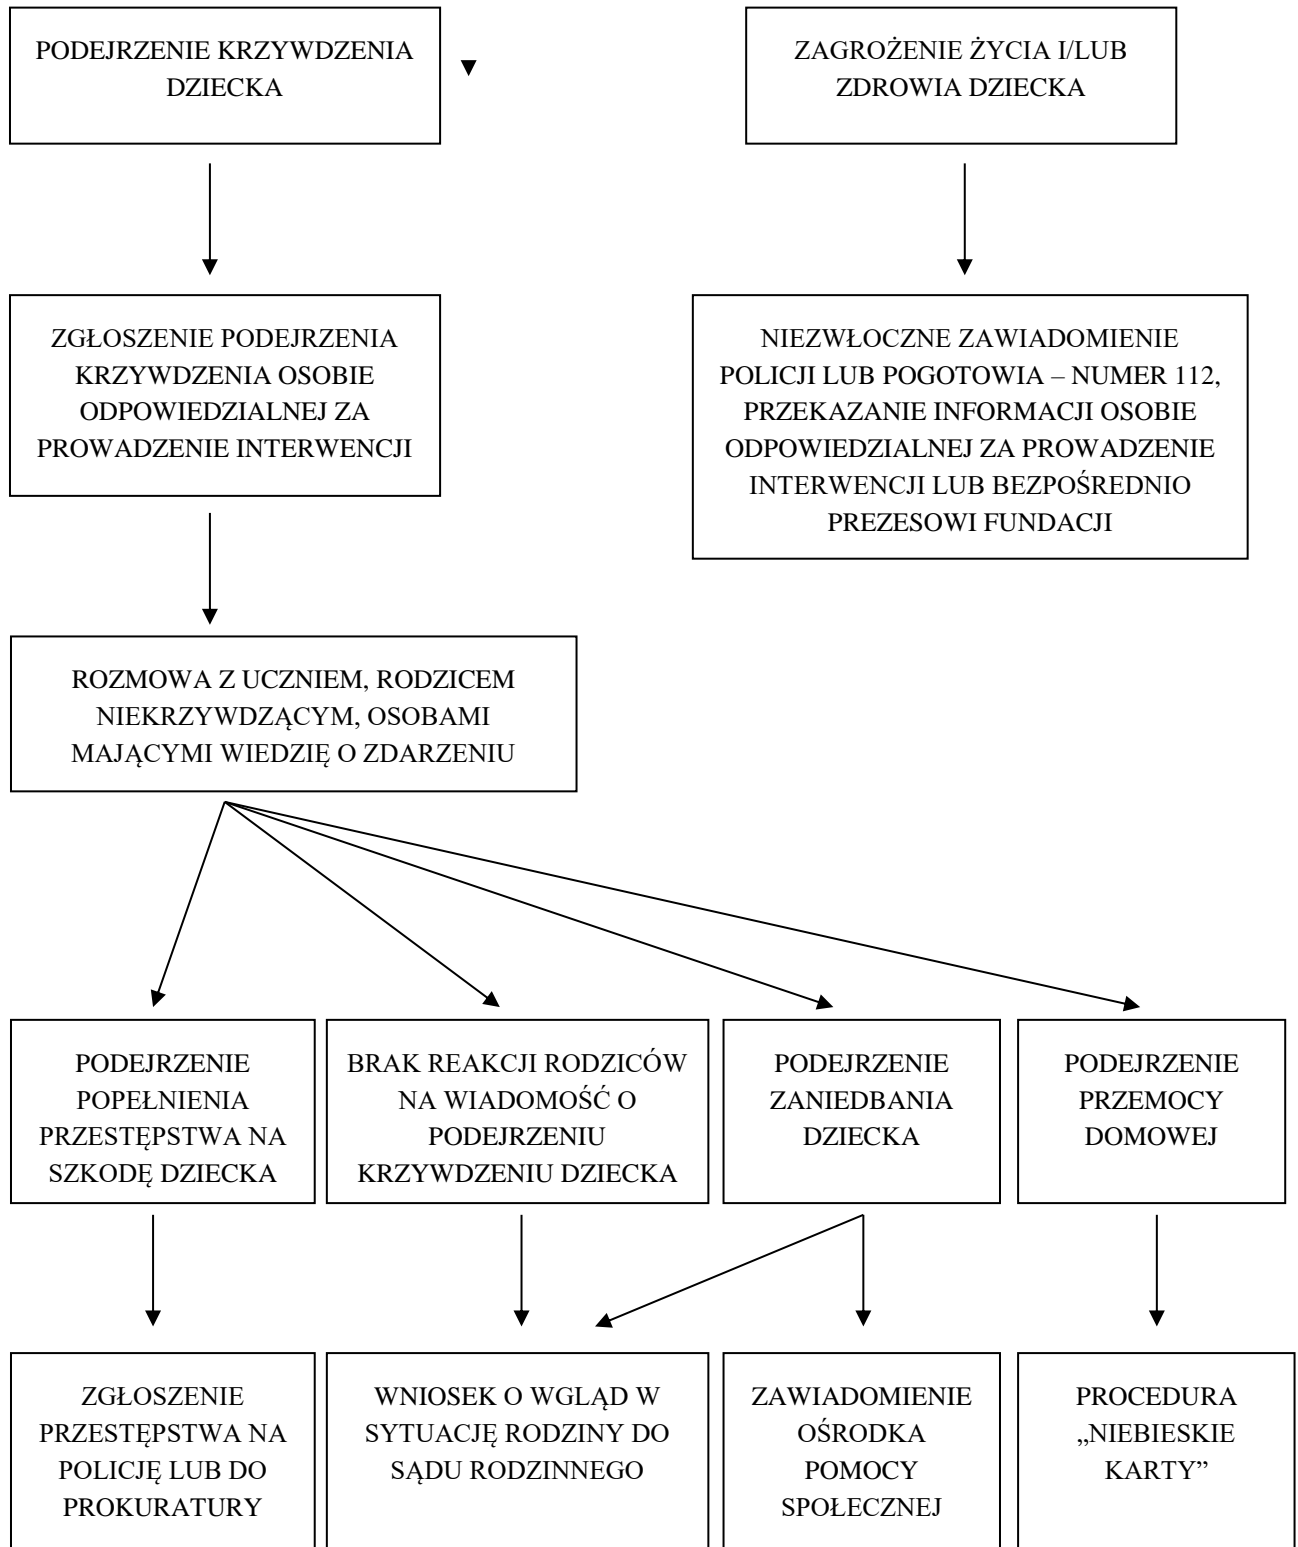 PODEJRZENIE KRZYWDZENIA
DZIECKA
ZAGROŻENIE ŻYCIA I/LUB
ZDROWIA DZIECKA
ZGŁOSZENIE PODEJRZENIA
KRZYWDZENIA OSOBIE
ODPOWIEDZIALNEJ ZA
PROWADZENIE INTERWENCJI
NIEZWŁOCZNE ZAWIADOMIENIE
POLICJI LUB POGOTOWIA – NUMER 112,
PRZEKAZANIE INFORMACJI OSOBIE
ODPOWIEDZIALNEJ ZA PROWADZENIE
INTERWENCJI LUB BEZPOŚREDNIO
PREZESOWI FUNDACJI
ROZMOWA Z UCZNIEM, RODZICEM
NIEKRZYWDZĄCYM, OSOBAMI
MAJĄCYMI WIEDZIĘ O ZDARZENIU
PODEJRZENIE
POPEŁNIENIA
PRZESTĘPSTWA NA
SZKODĘ DZIECKA
BRAK REAKCJI RODZICÓW
NA WIADOMOŚĆ O
PODEJRZENIU
KRZYWDZENIU DZIECKA
PODEJRZENIE
ZANIEDBANIA
DZIECKA
PODEJRZENIE
PRZEMOCY
DOMOWEJ
ZGŁOSZENIE
PRZESTĘPSTWA NA
POLICJĘ LUB DO
PROKURATURY
WNIOSEK O WGLĄD W
SYTUACJĘ RODZINY DO
SĄDU RODZINNEGO
ZAWIADOMIENIE
OŚRODKA
POMOCY
SPOŁECZNEJ
PROCEDURA
„NIEBIESKIE
KARTY”